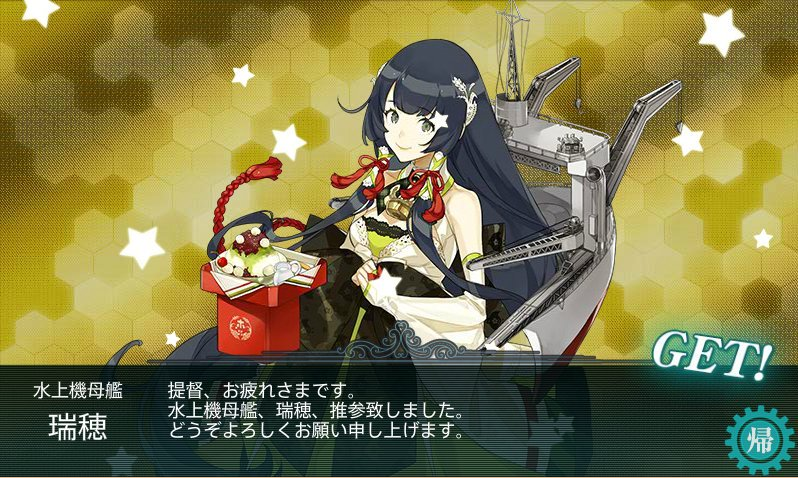 GET!
水上機母艦
瑞穂
提督、お疲れさまです。
水上機母艦、瑞穂、推参致しました。
どうぞよろしくお願い申し上げます。
帰